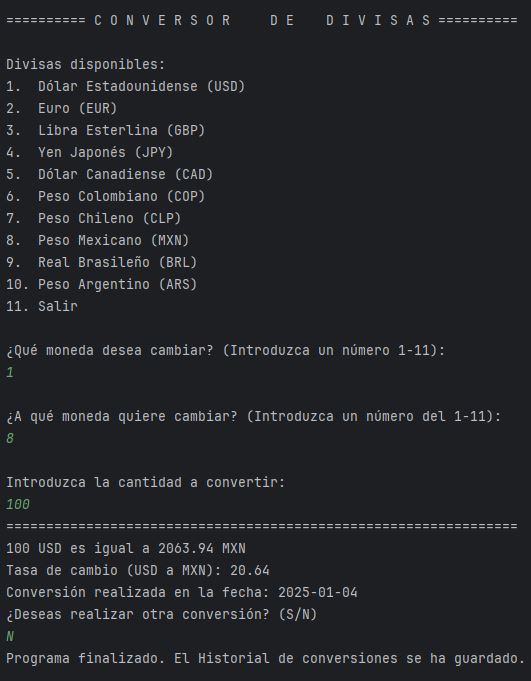 ========== C O N V E R S O R     D E    D I V I S A S ==========
Divisas disponibles:
1.  Dólar Estadounidense (USD)
2.  Euro (EUR)
3.  Libra Esterlina (GBP)
4.  Yen Japonés (JPY)
5.  Dólar Canadiense (CAD)
6.  Peso Colombiano (COP)
7.  Peso Chileno (CLP)
8.  Peso Mexicano (MXN)
9.  Real Brasileño (BRL)
10. Peso Argentino (ARS)
11. Salir
¿Qué moneda desea cambiar? (Introduzca un número 1-11):
1
¿A qué moneda quiere cambiar? (Introduzca un número del 1-11):
8
Introduzca la cantidad a convertir:
100
================================================================
100 USD es igual a 2063.94 MXN
Tasa de cambio (USD a MXN): 20.64
Conversión realizada en la fecha: 2025-01-04
¿Deseas realizar otra conversión? (S/N)
N
Programa finalizado. El Historial de conversiones se ha guardado.